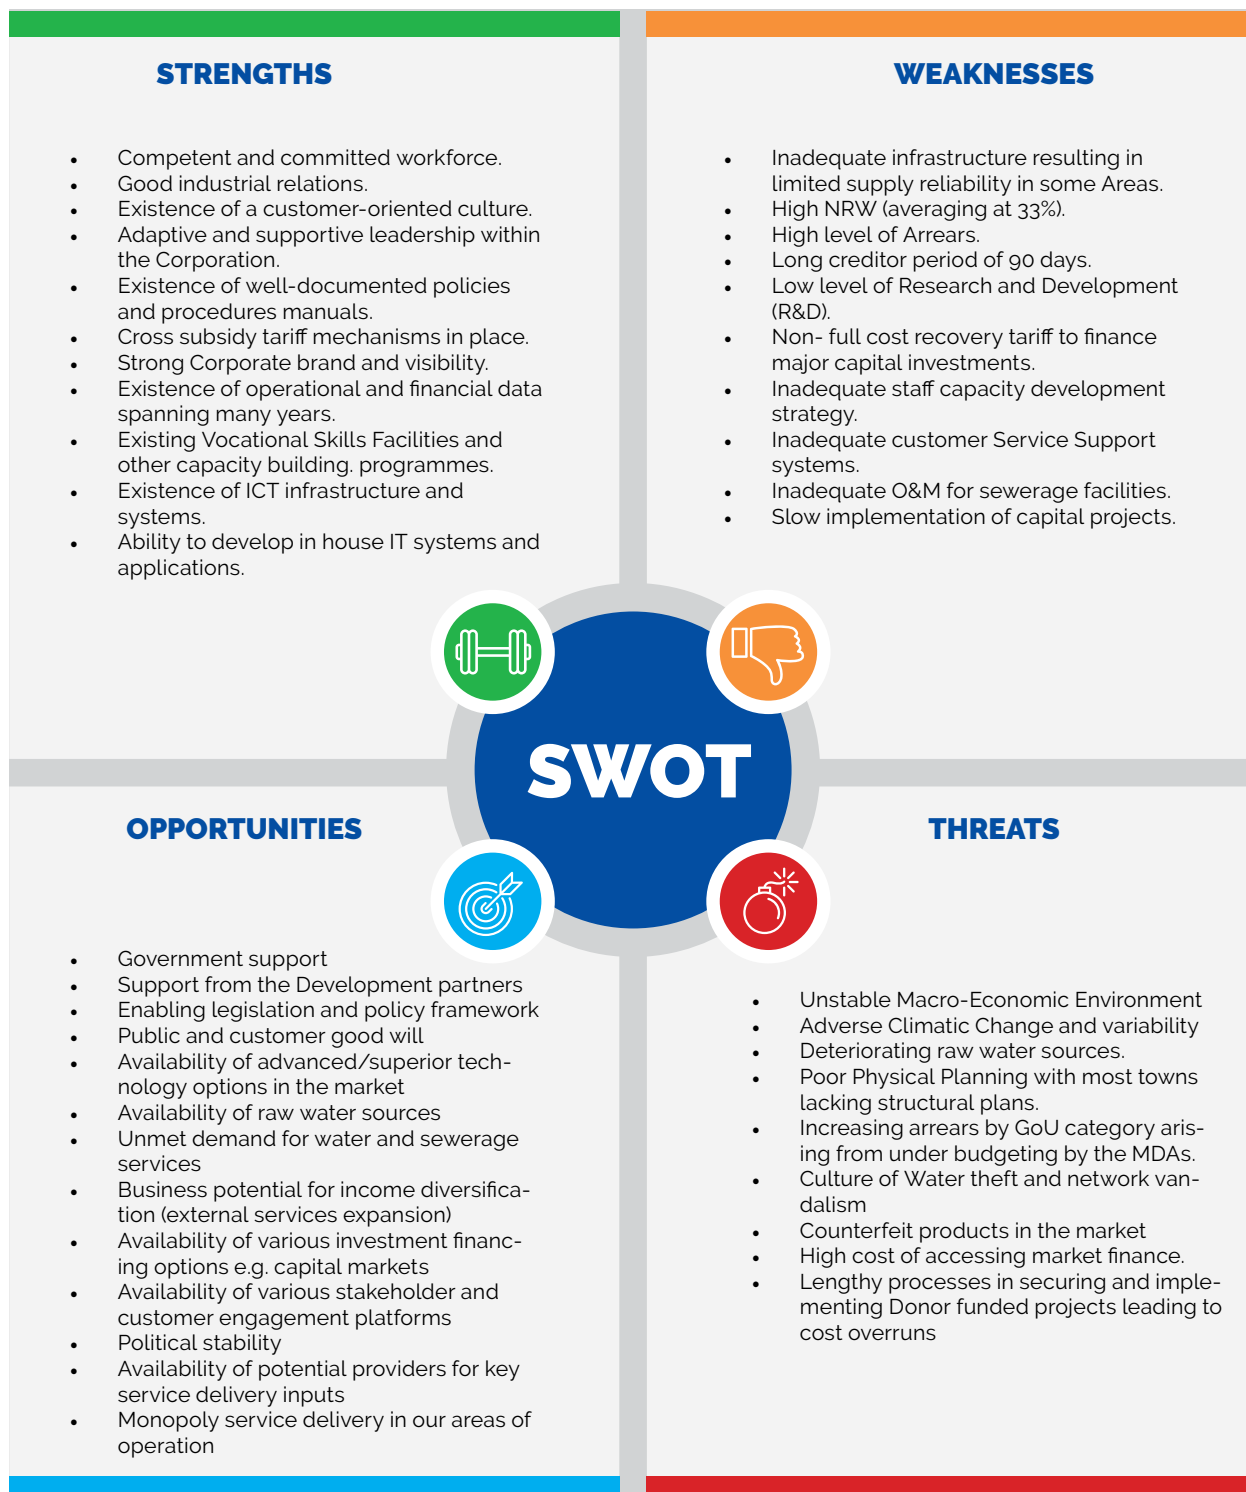 STRENGTHS
• Competent and committed workforce.
• Good industrial relations.
• Existence of a customer-oriented culture.
• Adaptive and supportive leadership within
the Corporation.
• Existence of well-documented policies
and procedures manuals.
• Cross subsidy tariff mechanisms in place.
• Strong Corporate brand and visibility.
• Existence of operational and financial data
spanning many years.
• Existing Vocational Skills Facilities and
other capacity building. programmes.
• Existence of ICT infrastructure and
systems.
• Ability to develop in house IT systems and
applications.
WEAKNESSES
• Inadequate infrastructure resulting in
limited supply reliability in some Areas.
• High NRW (averaging at 33%).
• High level of Arrears.
• Long creditor period of 90 days.
• Low level of Research and Development
(R&D).
• Non- full cost recovery tariff to finance
major capital investments.
• Inadequate staff capacity development
strategy.
• Inadequate customer Service Support
systems.
• Inadequate O&M for sewerage facilities.
• Slow implementation of capital projects.
SWOT
OPPORTUNITIES
• Government support
• Support from the Development partners
• Enabling legislation and policy framework
• Public and customer good will
• Availability of advanced/superior tech-
nology options in the market
• Availability of raw water sources
• Unmet demand for water and sewerage
services
• Business potential for income diversifica-
tion (external services expansion)
• Availability of various investment financ-
ing options e.g. capital markets
• Availability of various stakeholder and
customer engagement platforms
• Political stability
• Availability of potential providers for key
service delivery inputs
• Monopoly service delivery in our areas of
operation
THREATS
• Unstable Macro-Economic Environment
• Adverse Climatic Change and variability
• Deteriorating raw water sources.
• Poor Physical Planning with most towns
lacking structural plans.
• Increasing arrears by GoU category aris-
ing from under budgeting by the MDAs.
• Culture of Water theft and network van-
dalism
• Counterfeit products in the market
• High cost of accessing market finance.
• Lengthy processes in securing and imple-
menting Donor funded projects leading to
cost overruns